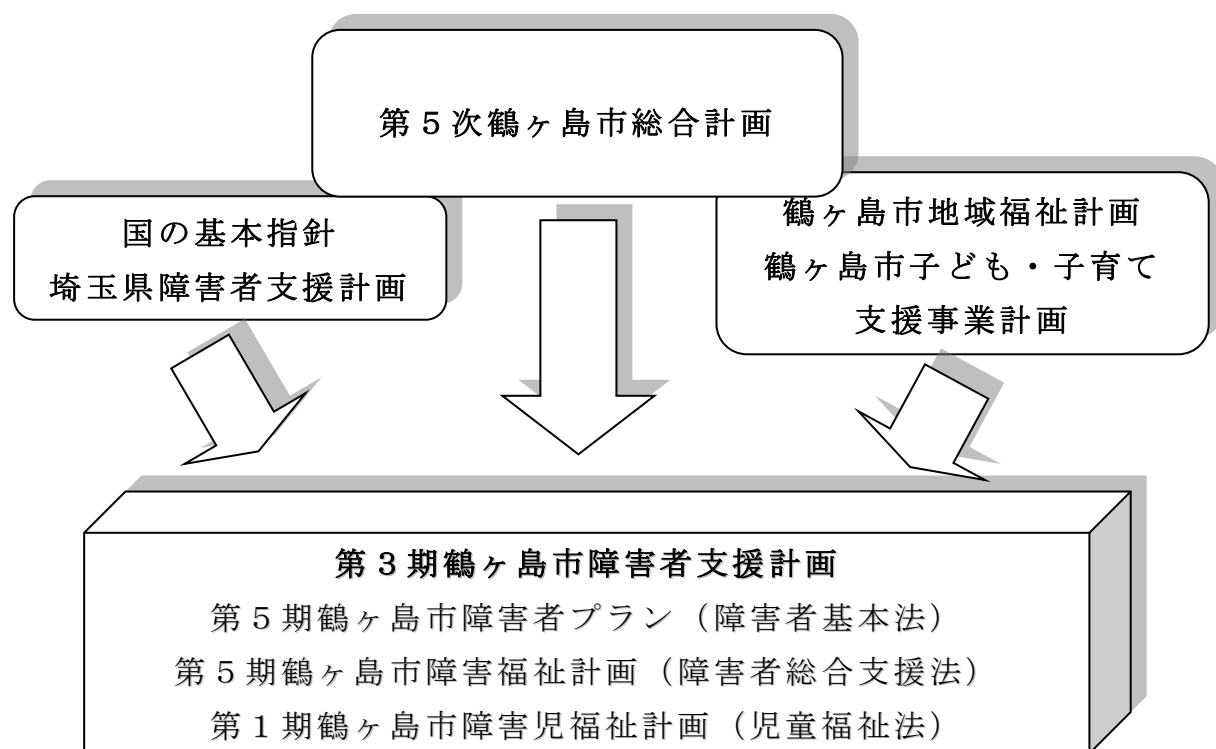 第５次鶴ヶ島市総合計画
国の基本指針
埼玉県障害者支援計画
鶴ヶ島市地域福祉計画
鶴ヶ島市子ども・子育て
支援事業計画
第３期鶴ヶ島市障害者支援計画
第５期鶴ヶ島市障害者プラン（障害者基本法）
第５期鶴ヶ島市障害福祉計画（障害者総合支援法）
第１期鶴ヶ島市障害児福祉計画（児童福祉法）